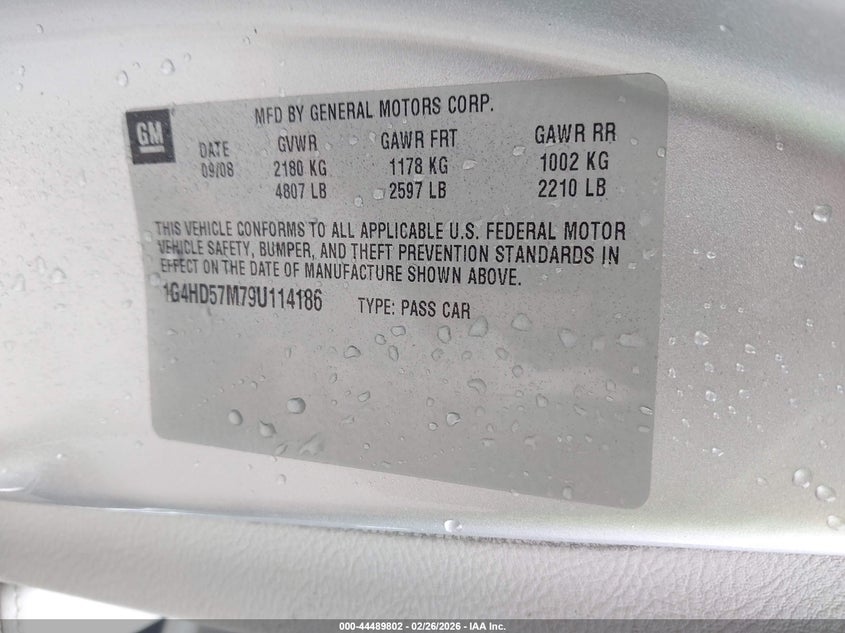 MFD BY GENERAL MOTORS CORP.
GM
DATE GVWR GAWR FRT GAWR RR
09/08 2180 KG 1178 KG 1002 KG
4807 LB 2597 LB 2210 LB
THIS VEHICLE CONFORMS TO ALL APPLICABLE U.S. FEDERAL MOTOR
VEHICLE SAFETY, BUMPER, AND THEFT PREVENTION STANDARDS IN
EFFECT ON THE DATE OF MANUFACTURE SHOWN ABOVE.
1G4HD57M79U114186 TYPE: PASS CAR
000-44489802 - 02/26/2026 - IAA Inc.